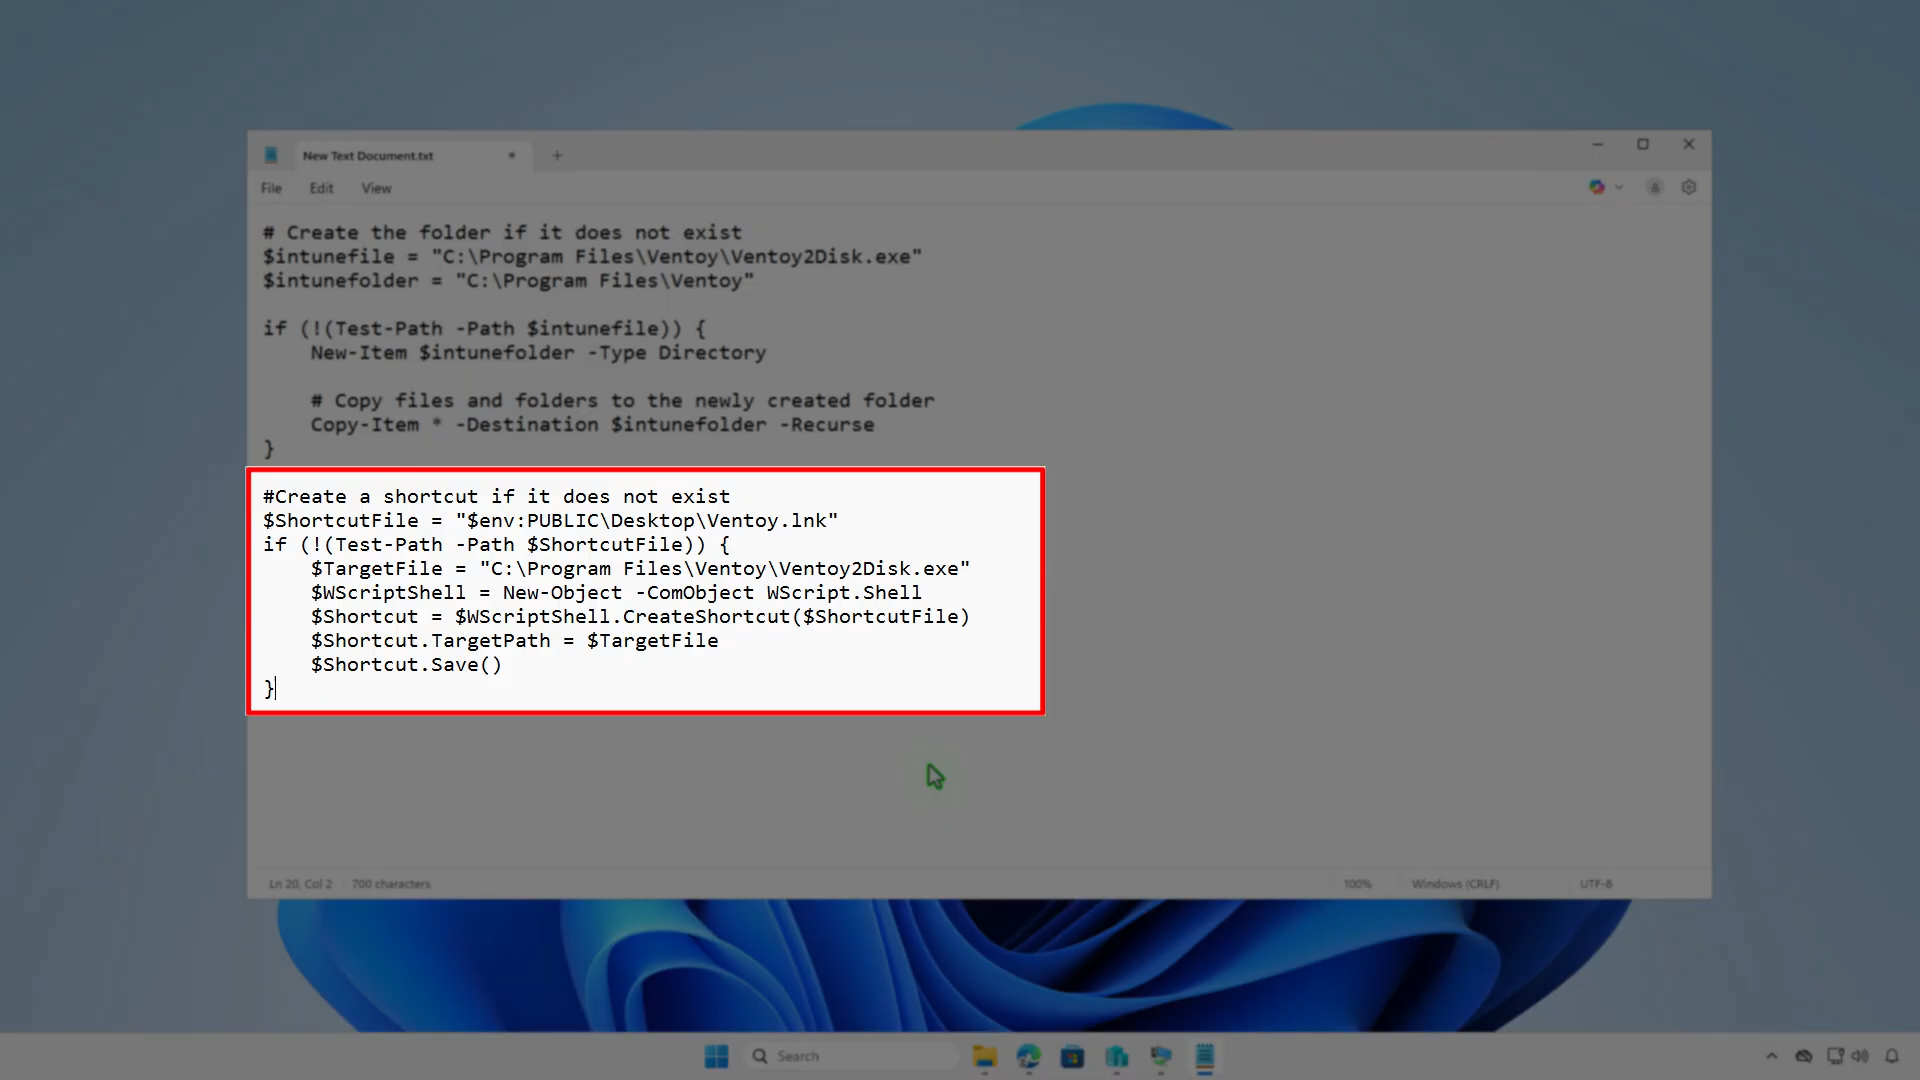 New Text Document.txt
File Edit View
# Create the folder if it does not exist
$intunefile = "C:\Program Files\Ventoy\Ventoy2Disk.exe"
$intunefolder = "C:\Program Files\Ventoy"
if (!(Test-Path -Path $intunefile)) {
New-Item $intunefolder -Type Directory
# Copy files and folders to the newly created folder
Copy-Item * -Destination $intunefolder -Recurse
}
#Create a shortcut if it does not exist
$ShortcutFile = "$env:PUBLIC\Desktop\Ventoy.lnk"
if (!(Test-Path -Path $ShortcutFile)) {
$TargetFile = "C:\Program Files\Ventoy\Ventoy2Disk.exe"
$WScriptShell = New-Object -ComObject WScript.Shell
$Shortcut = $WScriptShell.CreateShortcut($ShortcutFile)
$Shortcut.TargetPath = $TargetFile
$Shortcut.Save()
}
Ln 20, Col 2 700 characters 100% Windows (CRLF) UTF-8
Search